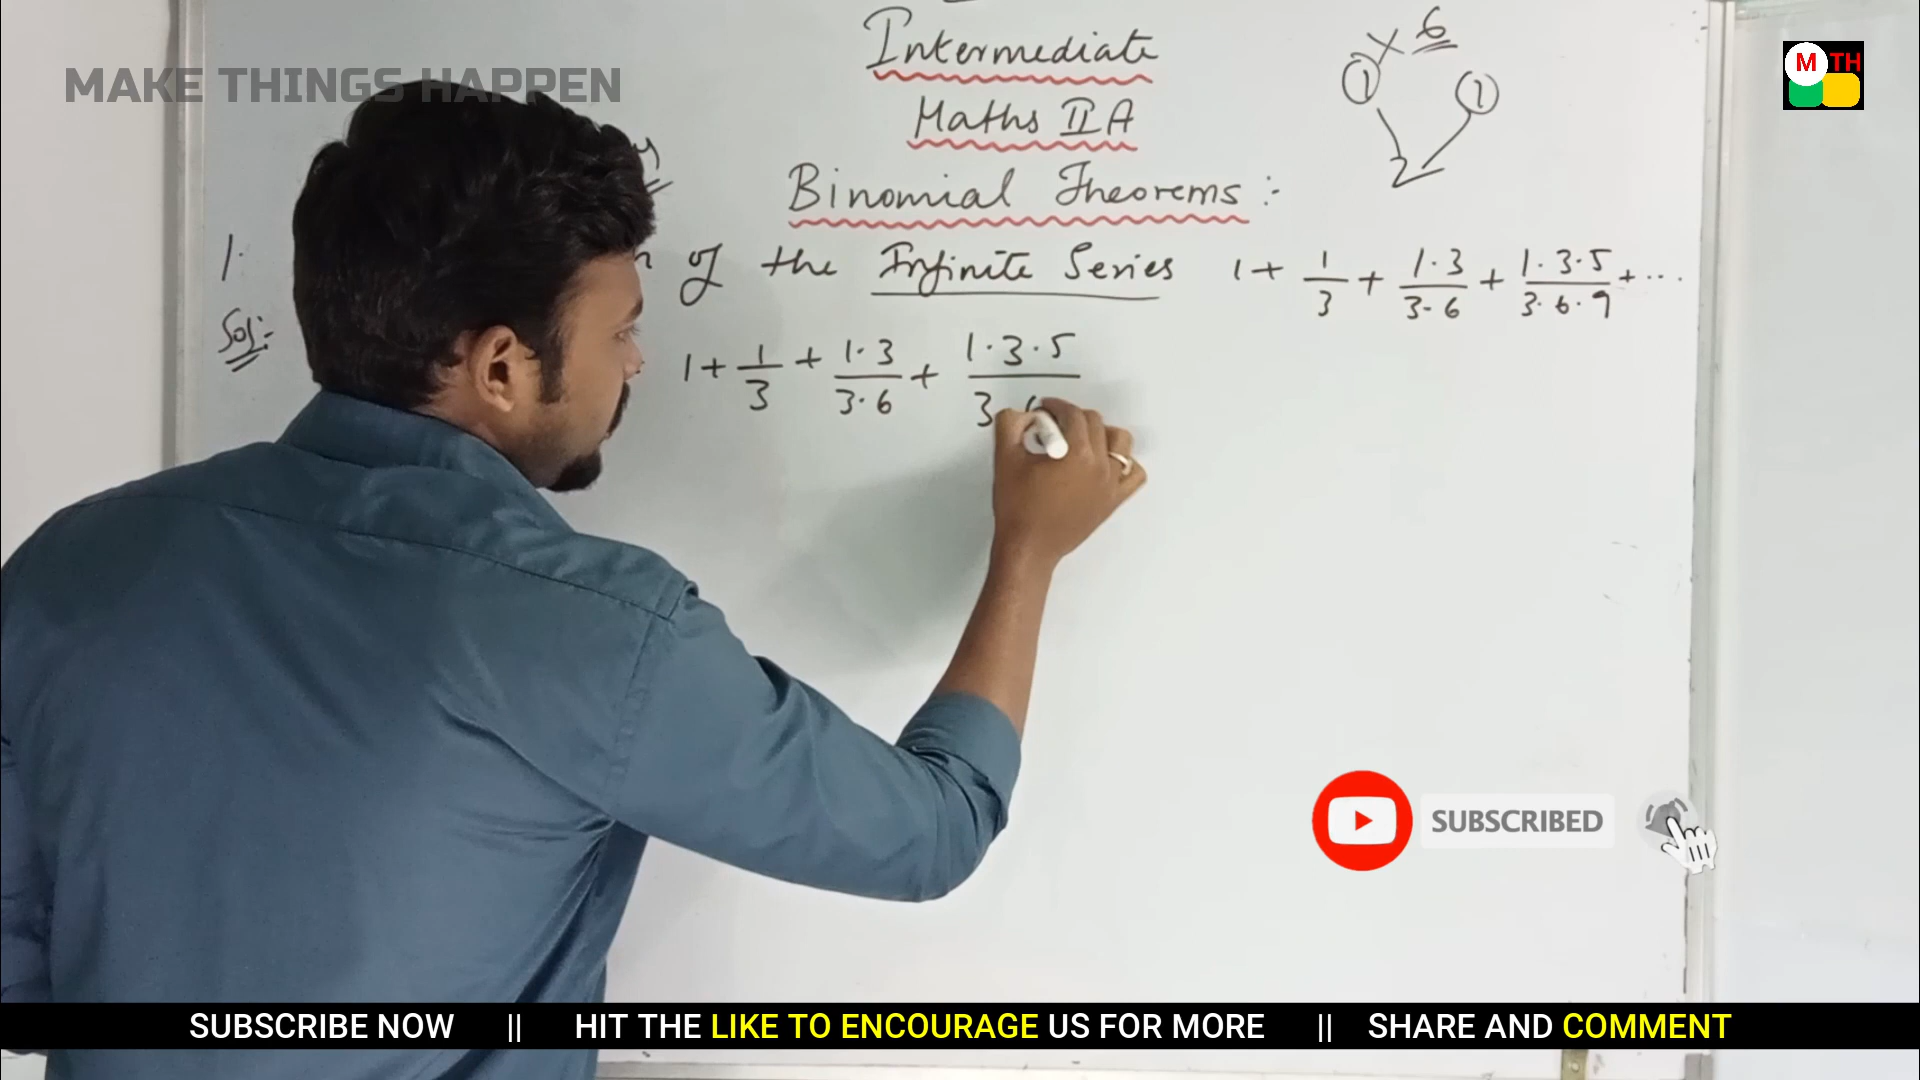 MAKE THINGS HAPPEN
Intermediate
Maths II A
Binomial Theorems :-
× 6
1 1
2
M TH
1. of the Infinite Series 1 + 1/3 + 1·3/3·6 + 1·3·5/3·6·9 + ...
Sol:-
1 + 1/3 + 1·3/3·6 + 1·3·5/3
SUBSCRIBED
SUBSCRIBE NOW || HIT THE LIKE TO ENCOURAGE US FOR MORE || SHARE AND COMMENT